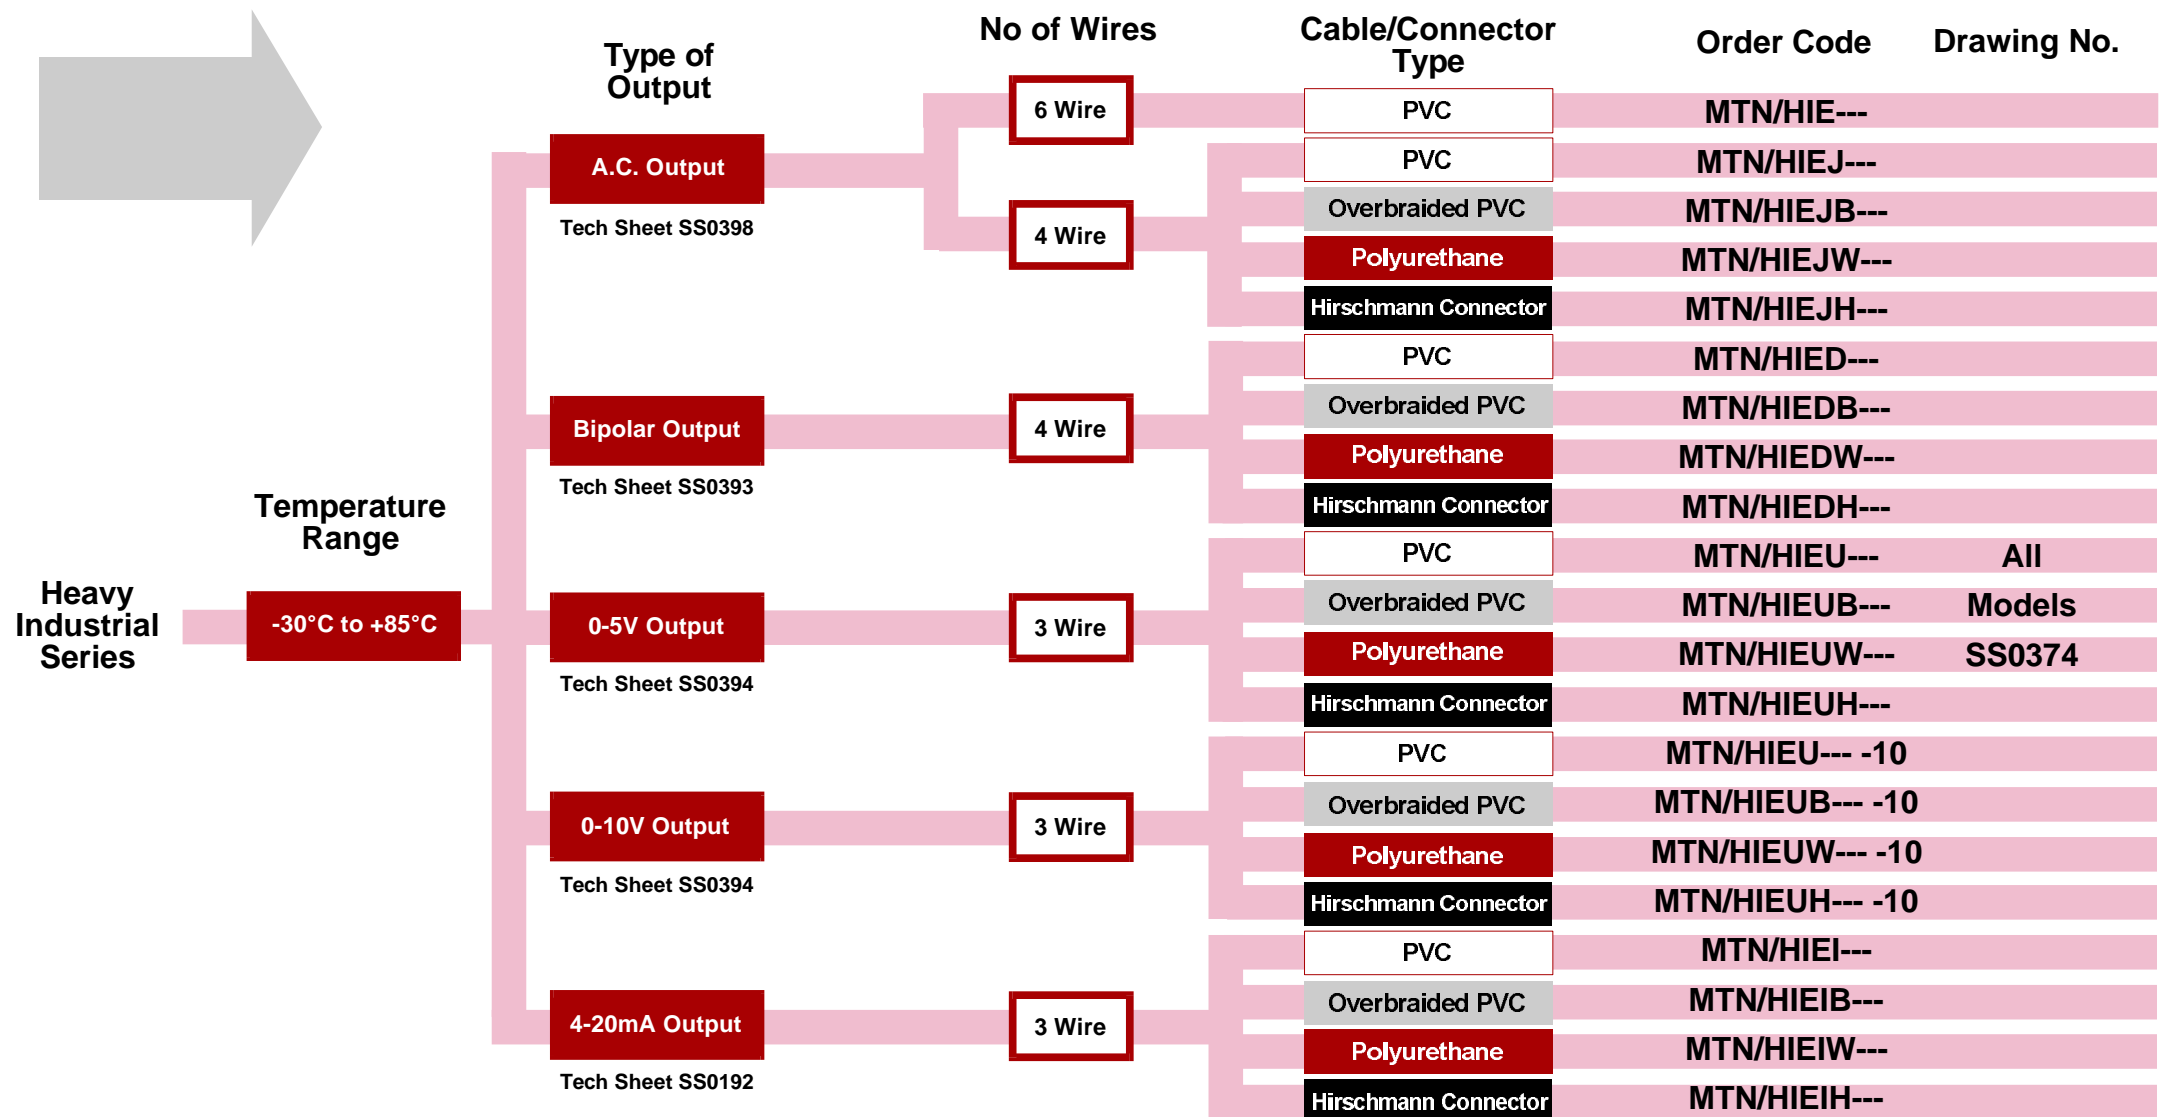 No of Wires
Cable/Connector
Type
Order Code
Drawing No.
Type of
Output
6 Wire
PVC
MTN/HIE---
A.C. Output
PVC
MTN/HIEJ---
Tech Sheet SS0398
4 Wire
Overbraided PVC
MTN/HIEJB---
Polyurethane
MTN/HIEJW---
Hirschmann Connector
MTN/HIEJH---
PVC
MTN/HIED---
Bipolar Output
4 Wire
Overbraided PVC
MTN/HIEDB---
Tech Sheet SS0393
Polyurethane
MTN/HIEDW---
Hirschmann Connector
MTN/HIEDH---
Temperature
Range
Heavy
Industrial
Series
-30°C to +85°C
0-5V Output
Tech Sheet SS0394
3 Wire
PVC
MTN/HIEU---
All
Overbraided PVC
MTN/HIEUB---
Models
Polyurethane
MTN/HIEUW---
SS0374
Hirschmann Connector
MTN/HIEUH---
PVC
MTN/HIEU--- -10
0-10V Output
3 Wire
Overbraided PVC
MTN/HIEUB--- -10
Tech Sheet SS0394
Polyurethane
MTN/HIEUW--- -10
Hirschmann Connector
MTN/HIEUH--- -10
PVC
MTN/HIEI---
4-20mA Output
3 Wire
Overbraided PVC
MTN/HIEIB---
Tech Sheet SS0192
Polyurethane
MTN/HIEIW---
Hirschmann Connector
MTN/HIEIH---